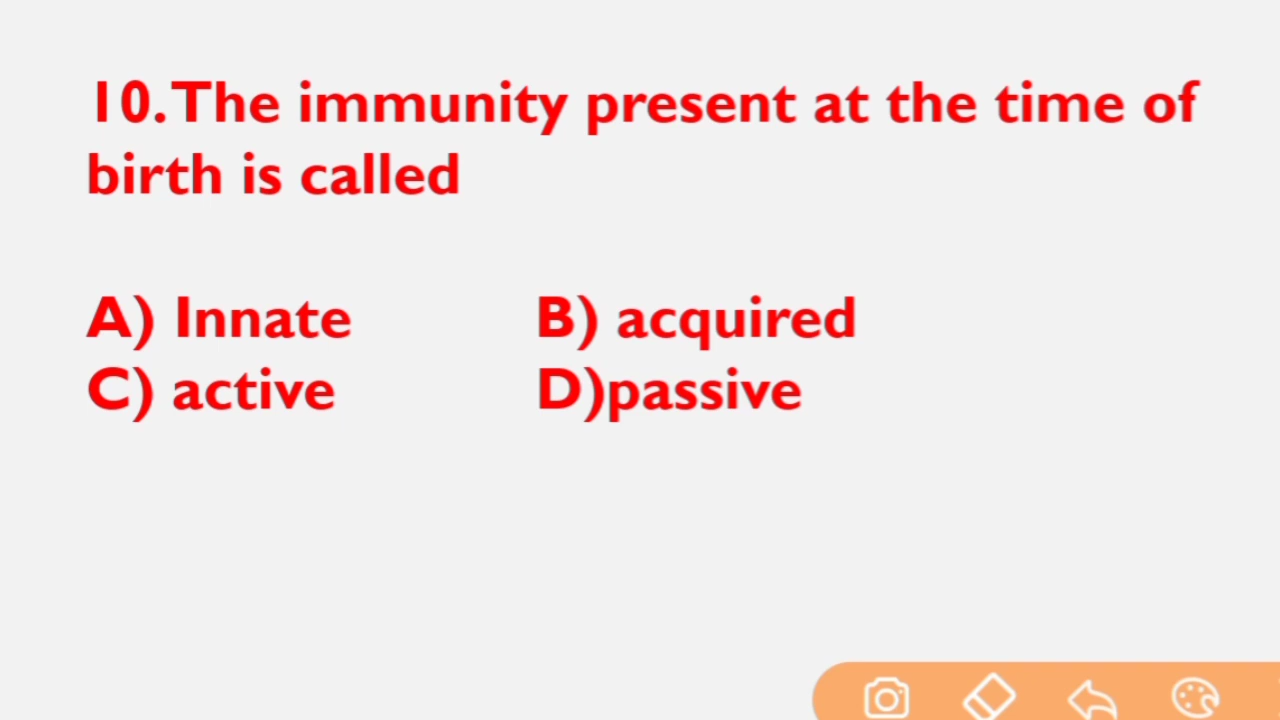 10. The immunity present at the time of
birth is called
A) Innate B) acquired
C) active D)passive